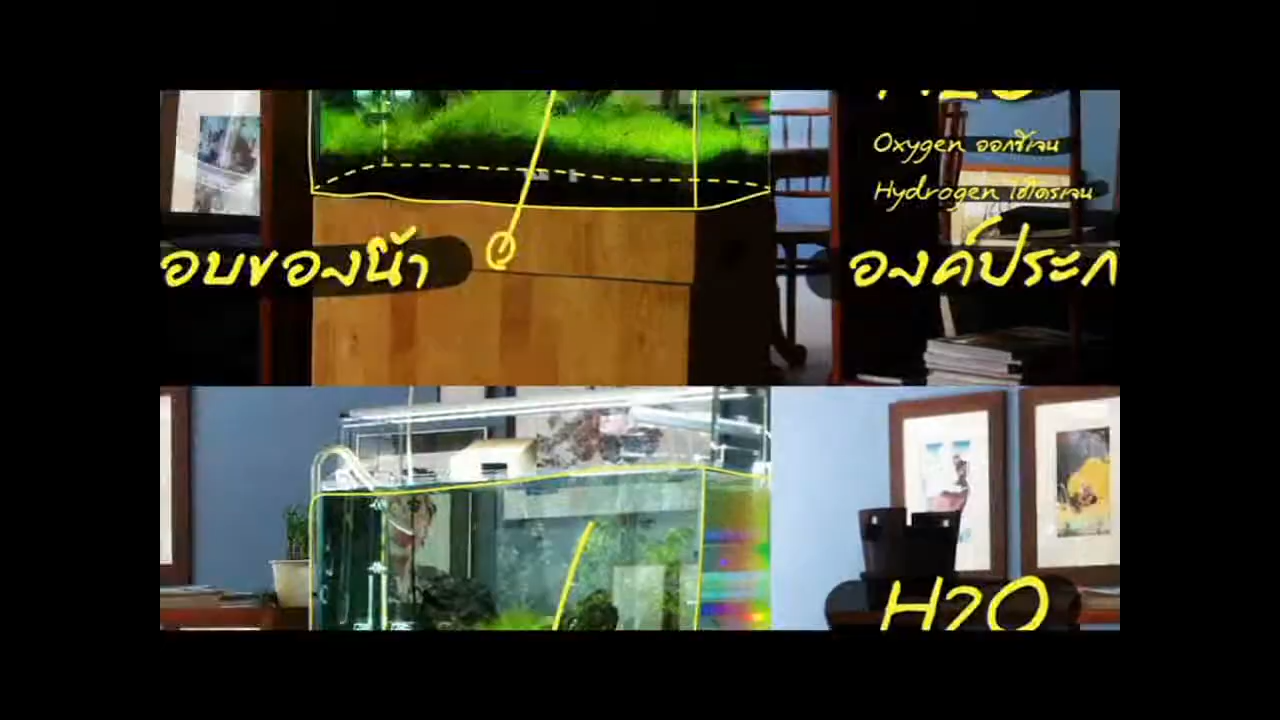 Oxygen ออกซิเจน
Hydrogen ไฮโดรเจน
อบของน้ำ
องค์ประก
H2O